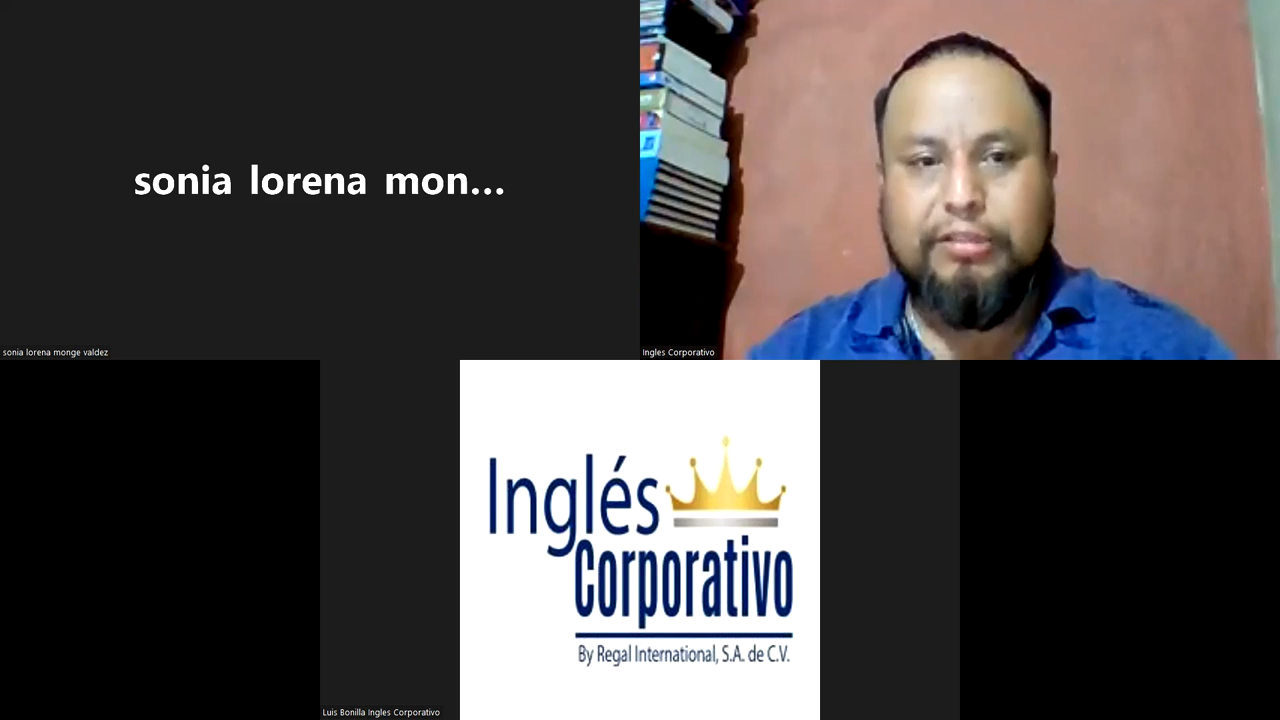 sonia lorena mon...
sonia lorena monge valdez
Ingles Corporativo
Inglés
Corporativo
By Regal International, S.A. de C.V.
Luis Bonilla Ingles Corporativo